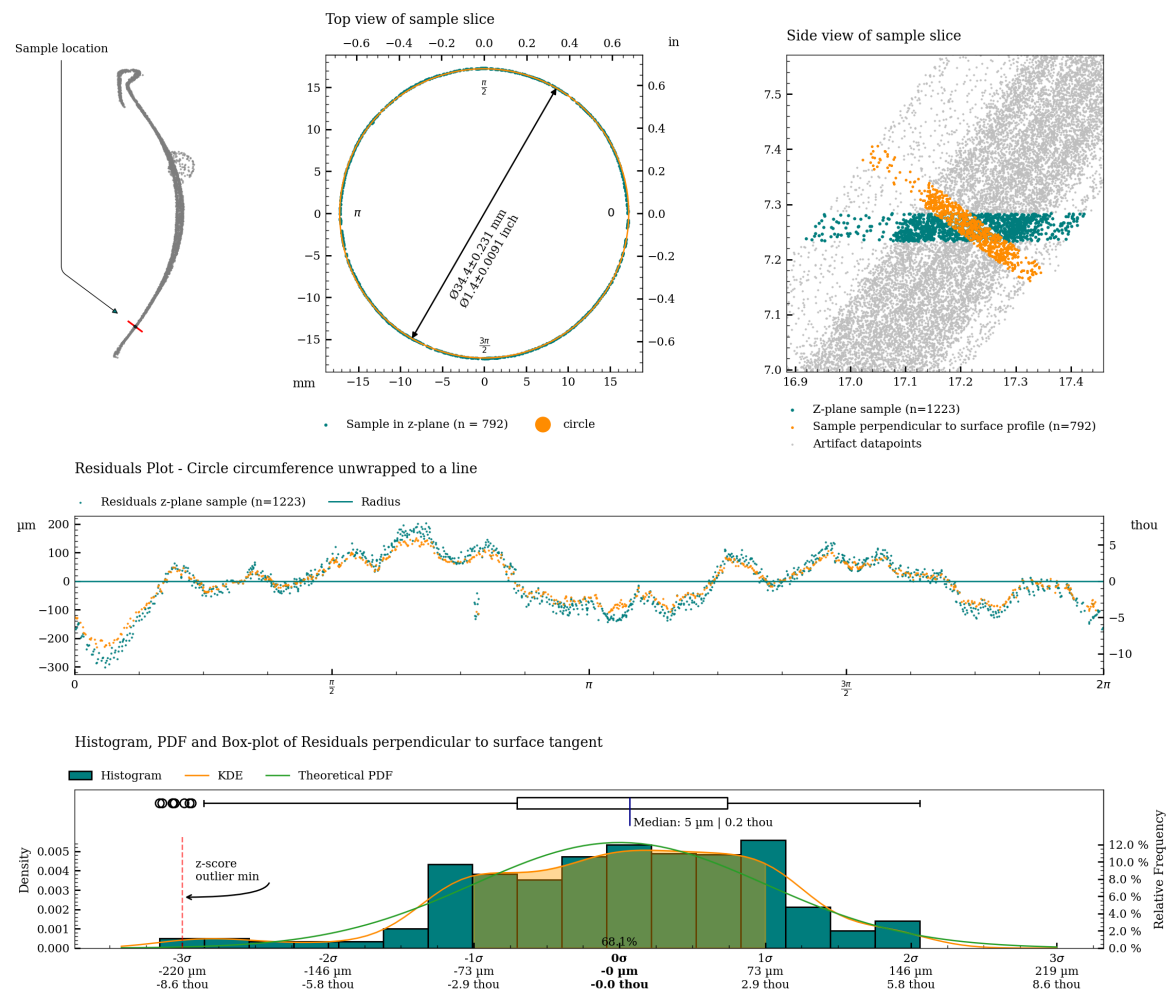 Sample location
Top view of sample slice
−0.6 −0.4 −0.2 0.0 0.2 0.4 0.6 in
15
10
5
0
−5
−10
−15
0.6
0.4
0.2
0.0
−0.2
−0.4
−0.6
π/2
π
0
3π/2
Ø34.4±0.231 mm
Ø1.4±0.0091 inch
mm −15 −10 −5 0 5 10 15
Sample in z-plane (n = 792)
circle
Side view of sample slice
7.5
7.4
7.3
7.2
7.1
7.0
16.9 17.0 17.1 17.2 17.3 17.4
Z-plane sample (n=1223)
Sample perpendicular to surface profile (n=792)
Artifact datapoints
Residuals Plot - Circle circumference unwrapped to a line
Residuals z-plane sample (n=1223)
Radius
µm
200
100
0
−100
−200
−300
thou
5
0
−5
−10
0 π/2 π 3π/2 2π
Histogram, PDF and Box-plot of Residuals perpendicular to surface tangent
Histogram
KDE
Theoretical PDF
Median: 5 µm | 0.2 thou
z-score
outlier min
Density
0.005
0.004
0.003
0.002
0.001
0.000
12.0 %
10.0 %
8.0 %
6.0 %
4.0 %
2.0 %
0.0 %
Relative Frequency
68.1%
-3σ -2σ -1σ 0σ 1σ 2σ 3σ
-220 µm -146 µm -73 µm -0 µm 73 µm 146 µm 219 µm
-8.6 thou -5.8 thou -2.9 thou -0.0 thou 2.9 thou 5.8 thou 8.6 thou